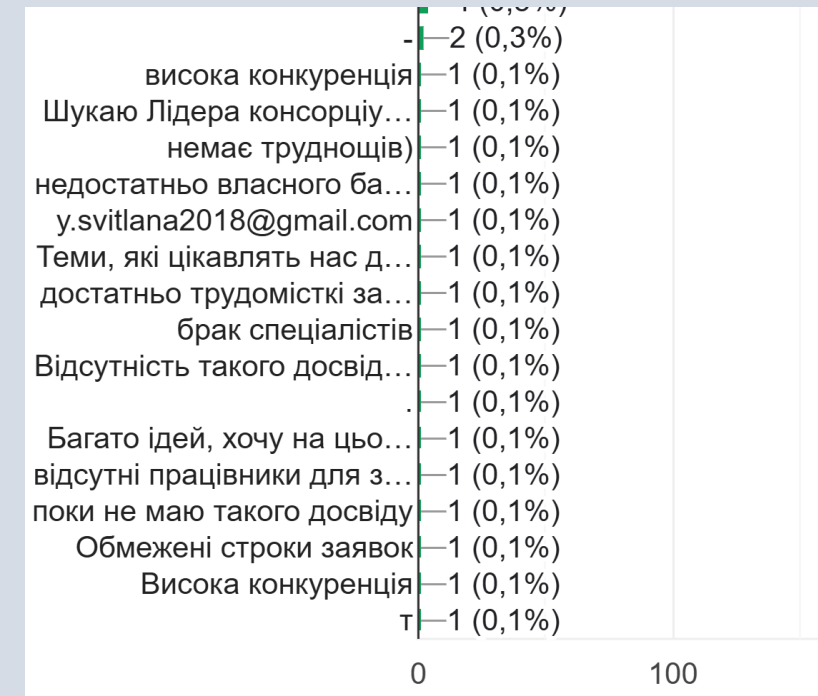 - 2 (0,3%)
висока конкуренція 1 (0,1%)
Шукаю Лідера консорціу… 1 (0,1%)
немає труднощів) 1 (0,1%)
недостатньо власного ба… 1 (0,1%)
y.svitlana2018@gmail.com 1 (0,1%)
Теми, які цікавлять нас д… 1 (0,1%)
достатньо трудомісткі за… 1 (0,1%)
брак спеціалістів 1 (0,1%)
Відсутність такого досвід… 1 (0,1%)
. 1 (0,1%)
Багато ідей, хочу на цьо… 1 (0,1%)
відсутні працівники для з… 1 (0,1%)
поки не маю такого досвіду 1 (0,1%)
Обмежені строки заявок 1 (0,1%)
Висока конкуренція 1 (0,1%)
т 1 (0,1%)
0 100